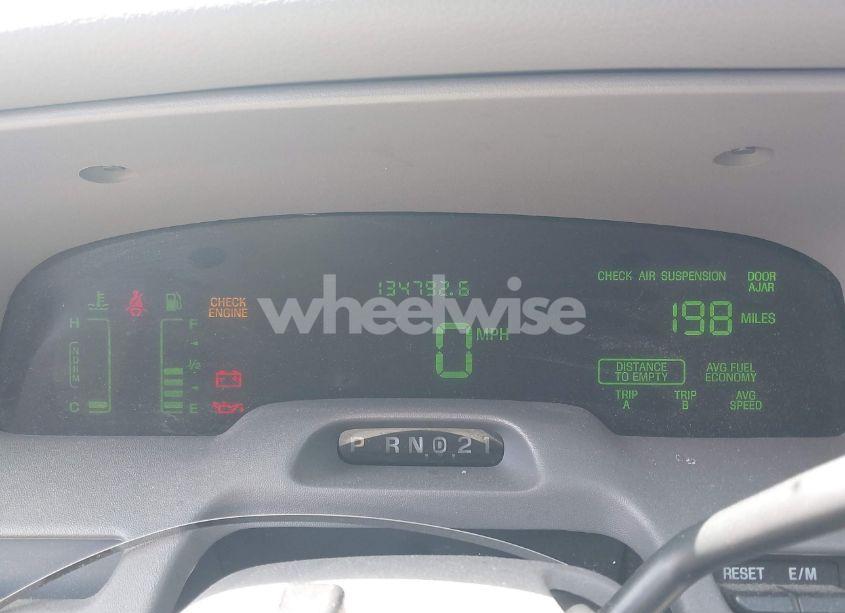 134792.6
CHECK AIR SUSPENSION
DOOR
AJAR
H
F
CHECK
ENGINE
wheelwise
0 MPH
198 MILES
NORM
1/2
DISTANCE
TO EMPTY
AVG FUEL
ECONOMY
C
E
TRIP
A
TRIP
B
AVG
SPEED
P R N D 2 1
RESET
E/M